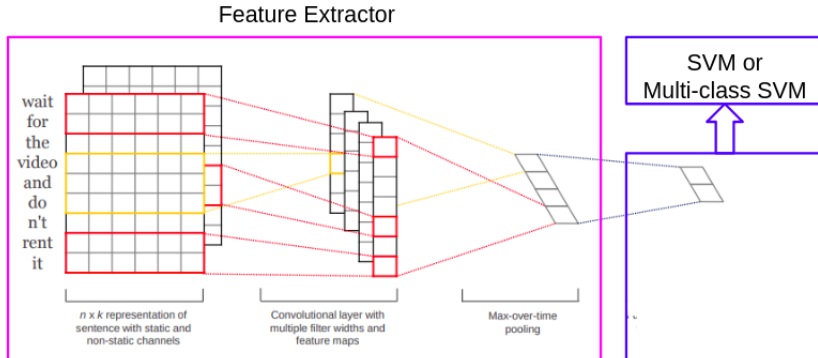 Feature Extractor
SVM or
Multi-class SVM
wait
for
the
video
and
do
n't
rent
it
n x k representation of
sentence with static and
non-static channels
Convolutional layer with
multiple filter widths and
feature maps
Max-over-time
pooling